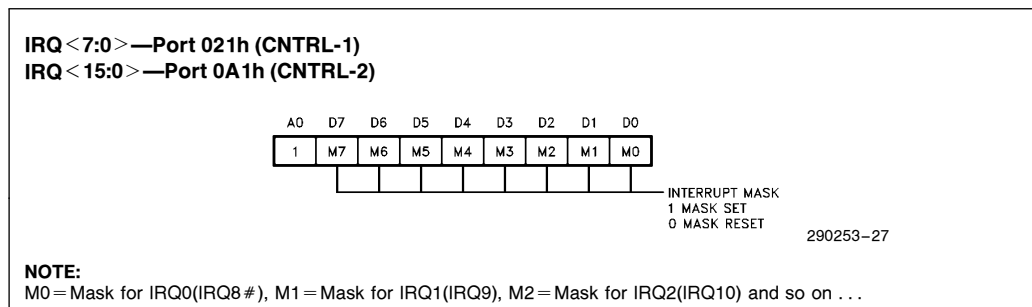 IRQ<7:0>—Port 021h (CNTRL-1)
IRQ<15:0>—Port 0A1h (CNTRL-2)
A0 D7 D6 D5 D4 D3 D2 D1 D0
1 M7 M6 M5 M4 M3 M2 M1 M0
INTERRUPT MASK
1 MASK SET
0 MASK RESET
290253–27
NOTE:
M0=Mask for IRQ0(IRQ8#), M1=Mask for IRQ1(IRQ9), M2=Mask for IRQ2(IRQ10) and so on . . .